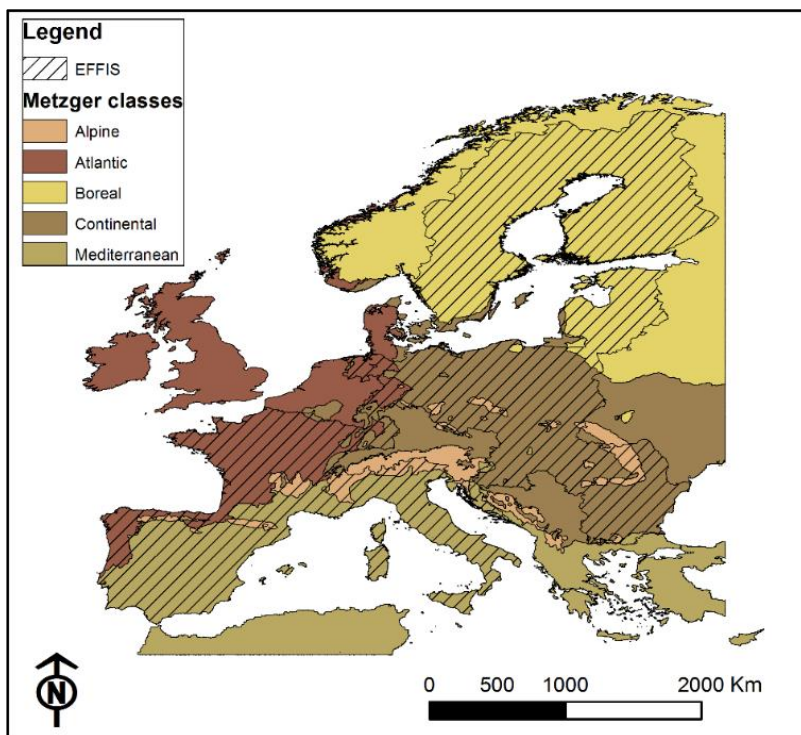 Legend
EFFIS
Metzger classes
Alpine
Atlantic
Boreal
Continental
Mediterranean
N
0 500 1000 2000 Km